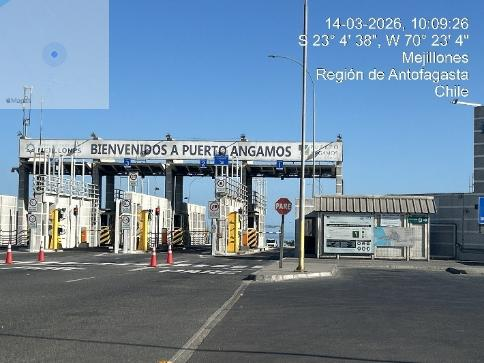 14-03-2026, 10:09:26
S 23° 4' 38", W 70° 23' 4"
Mejillones
Región de Antofagasta
Chile
MEJILLONES BIENVENIDOS A PUERTO ANGAMOS
PARE